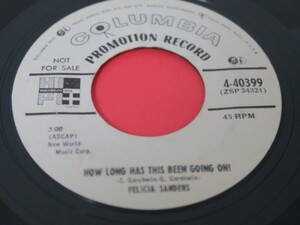 COLUMBIA
PROMOTION RECORD
NOT
FOR SALE
4-40399
(ZSP 34321)
45 RPM
3.00
(ASCAP)
New World
Music Corp.
HOW LONG HAS THIS BEEN GOING ON!
-I. Gershwin-G. Gershwin-
FELICIA SANDERS